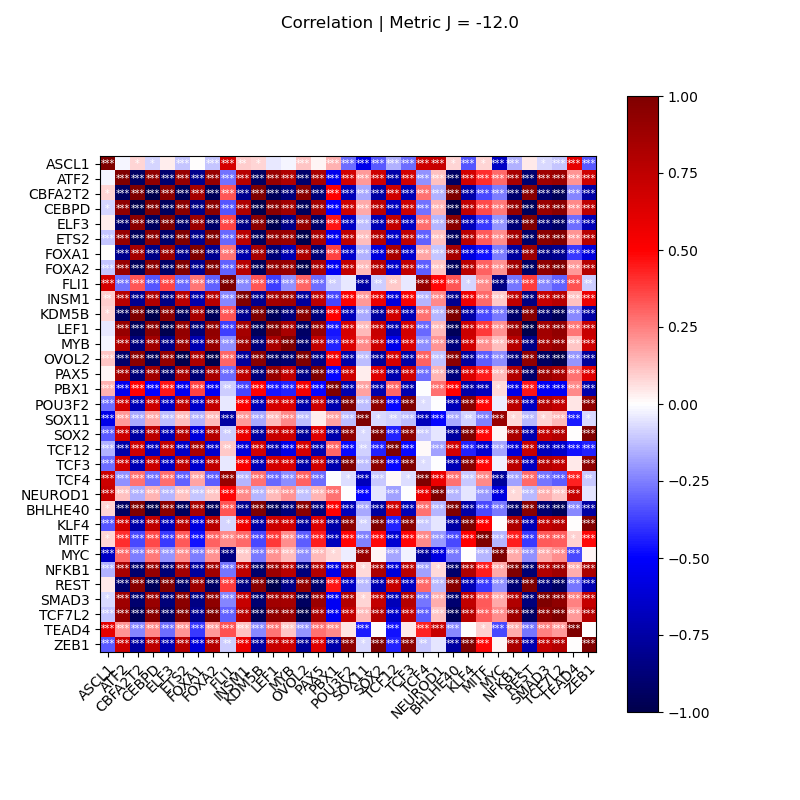 Correlation | Metric J = -12.0
ASCL1
ATF2
CBFA2T2
CEBPD
ELF3
ETS2
FOXA1
FOXA2
FLI1
INSM1
KDM5B
LEF1
MYB
OVOL2
PAX5
PBX1
POU3F2
SOX11
SOX2
TCF12
TCF3
TCF4
NEUROD1
BHLHE40
KLF4
MITF
MYC
NFKB1
REST
SMAD3
TCF7L2
TEAD4
ZEB1
ASCL1
ATF2
CBFA2T2
CEBPD
ELF3
ETS2
FOXA1
FOXA2
FLI1
INSM1
KDM5B
LEF1
MYB
OVOL2
PAX5
PBX1
POU3F2
SOX11
SOX2
TCF12
TCF3
TCF4
NEUROD1
BHLHE40
KLF4
MITF
MYC
NFKB1
REST
SMAD3
TCF7L2
TEAD4
ZEB1
1.00
0.75
0.50
0.25
0.00
−0.25
−0.50
−0.75
−1.00